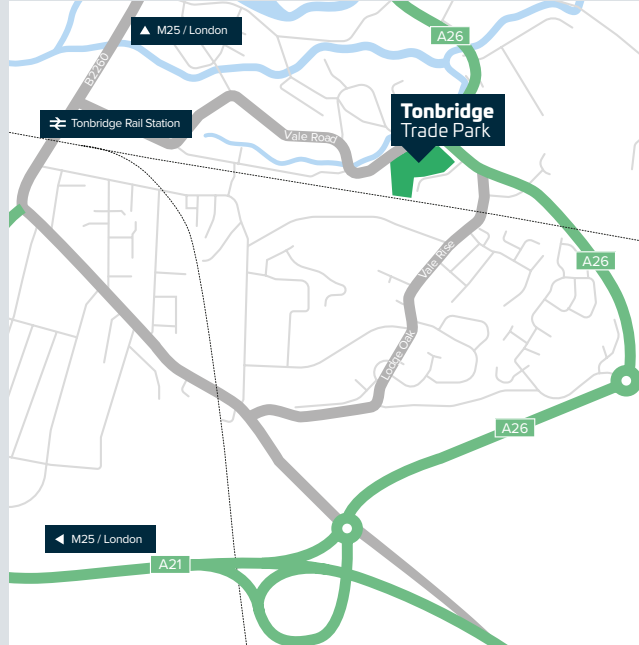 M25 / London
A26
B2260
Tonbridge
Trade Park
Tonbridge Rail Station
Vale Road
Vale Rise
A26
Lodge Oak
A26
M25 / London
A21